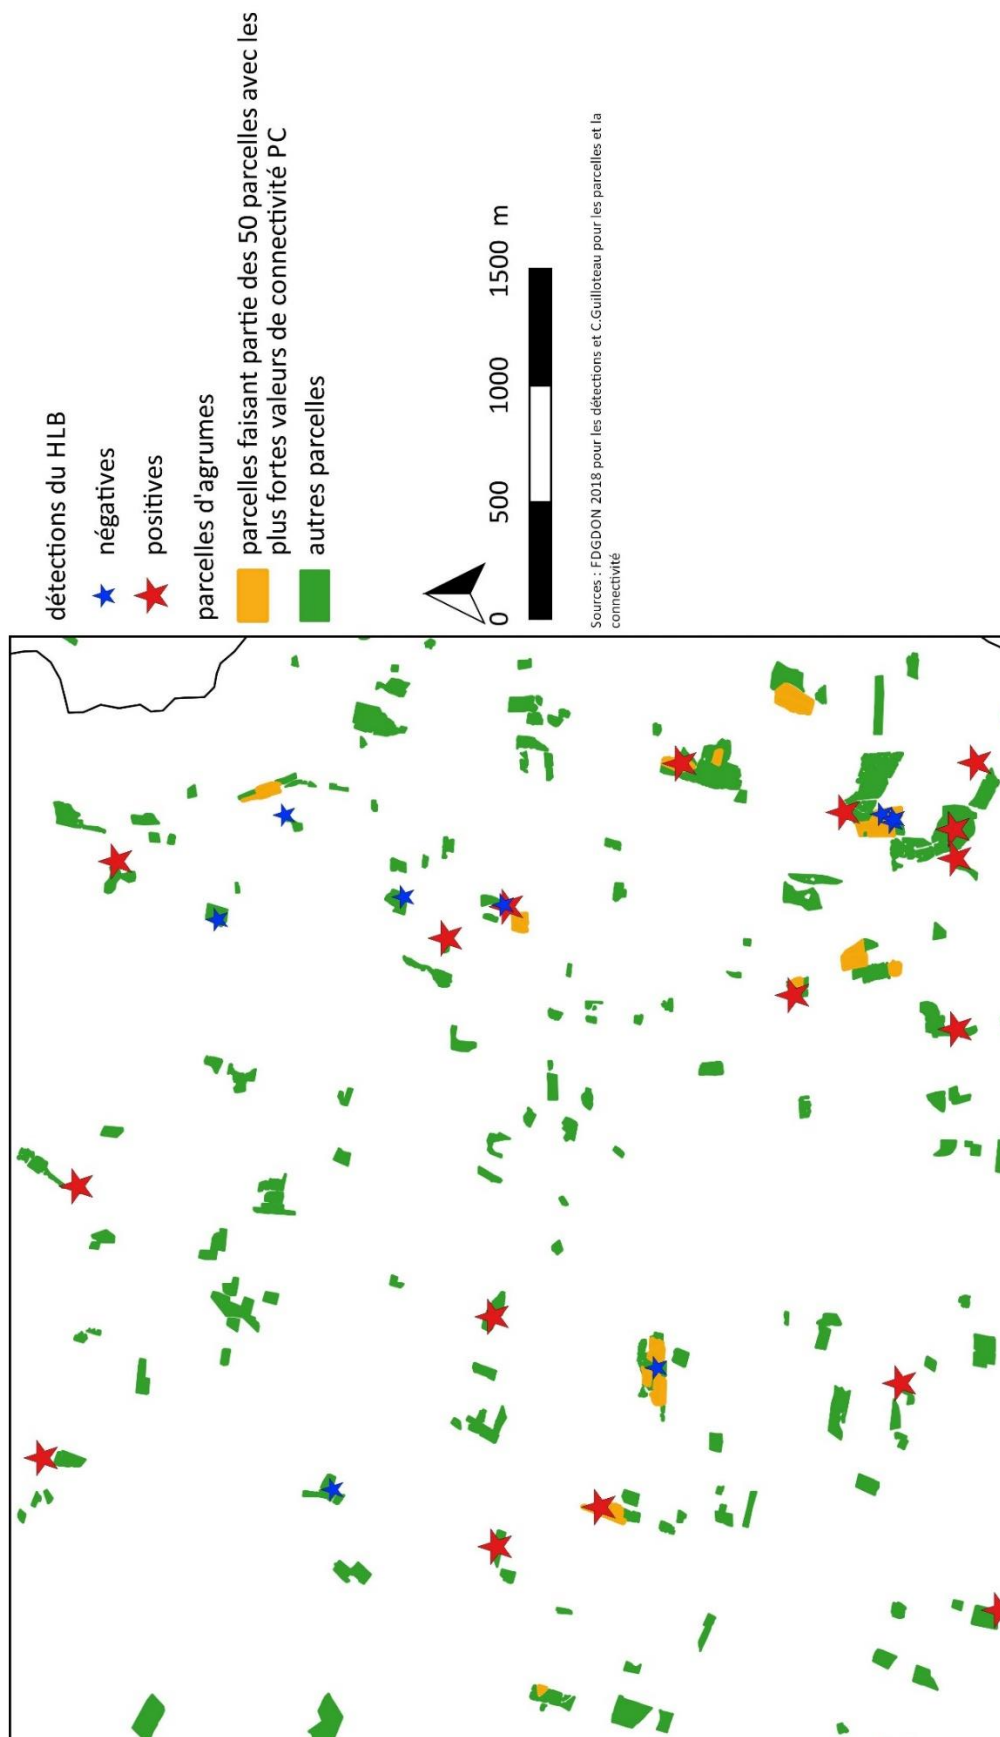 détections du HLB
négatives
positives
parcelles d'agrumes
parcelles faisant partie des 50 parcelles avec les
plus fortes valeurs de connectivité PC
autres parcelles
0 500 1000 1500 m
Sources : FDGDON 2018 pour les détections et C.Guilloteau pour les parcelles et la
connectivité